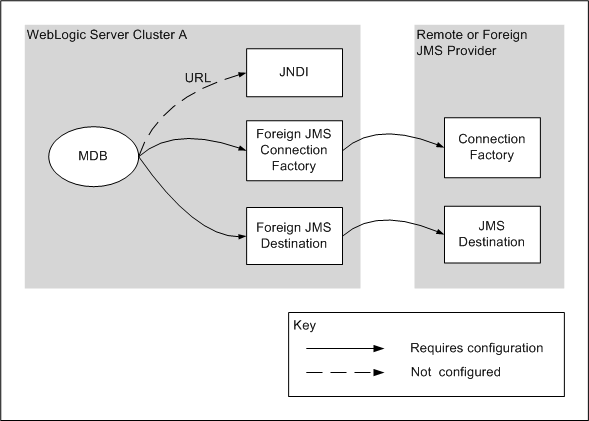 WebLogic Server Cluster A
Remote or Foreign
JMS Provider
URL
JNDI
MDB
Foreign JMS
Connection
Factory
Connection
Factory
Foreign JMS
Destination
JMS
Destination
Key
Requires configuration
Not configured